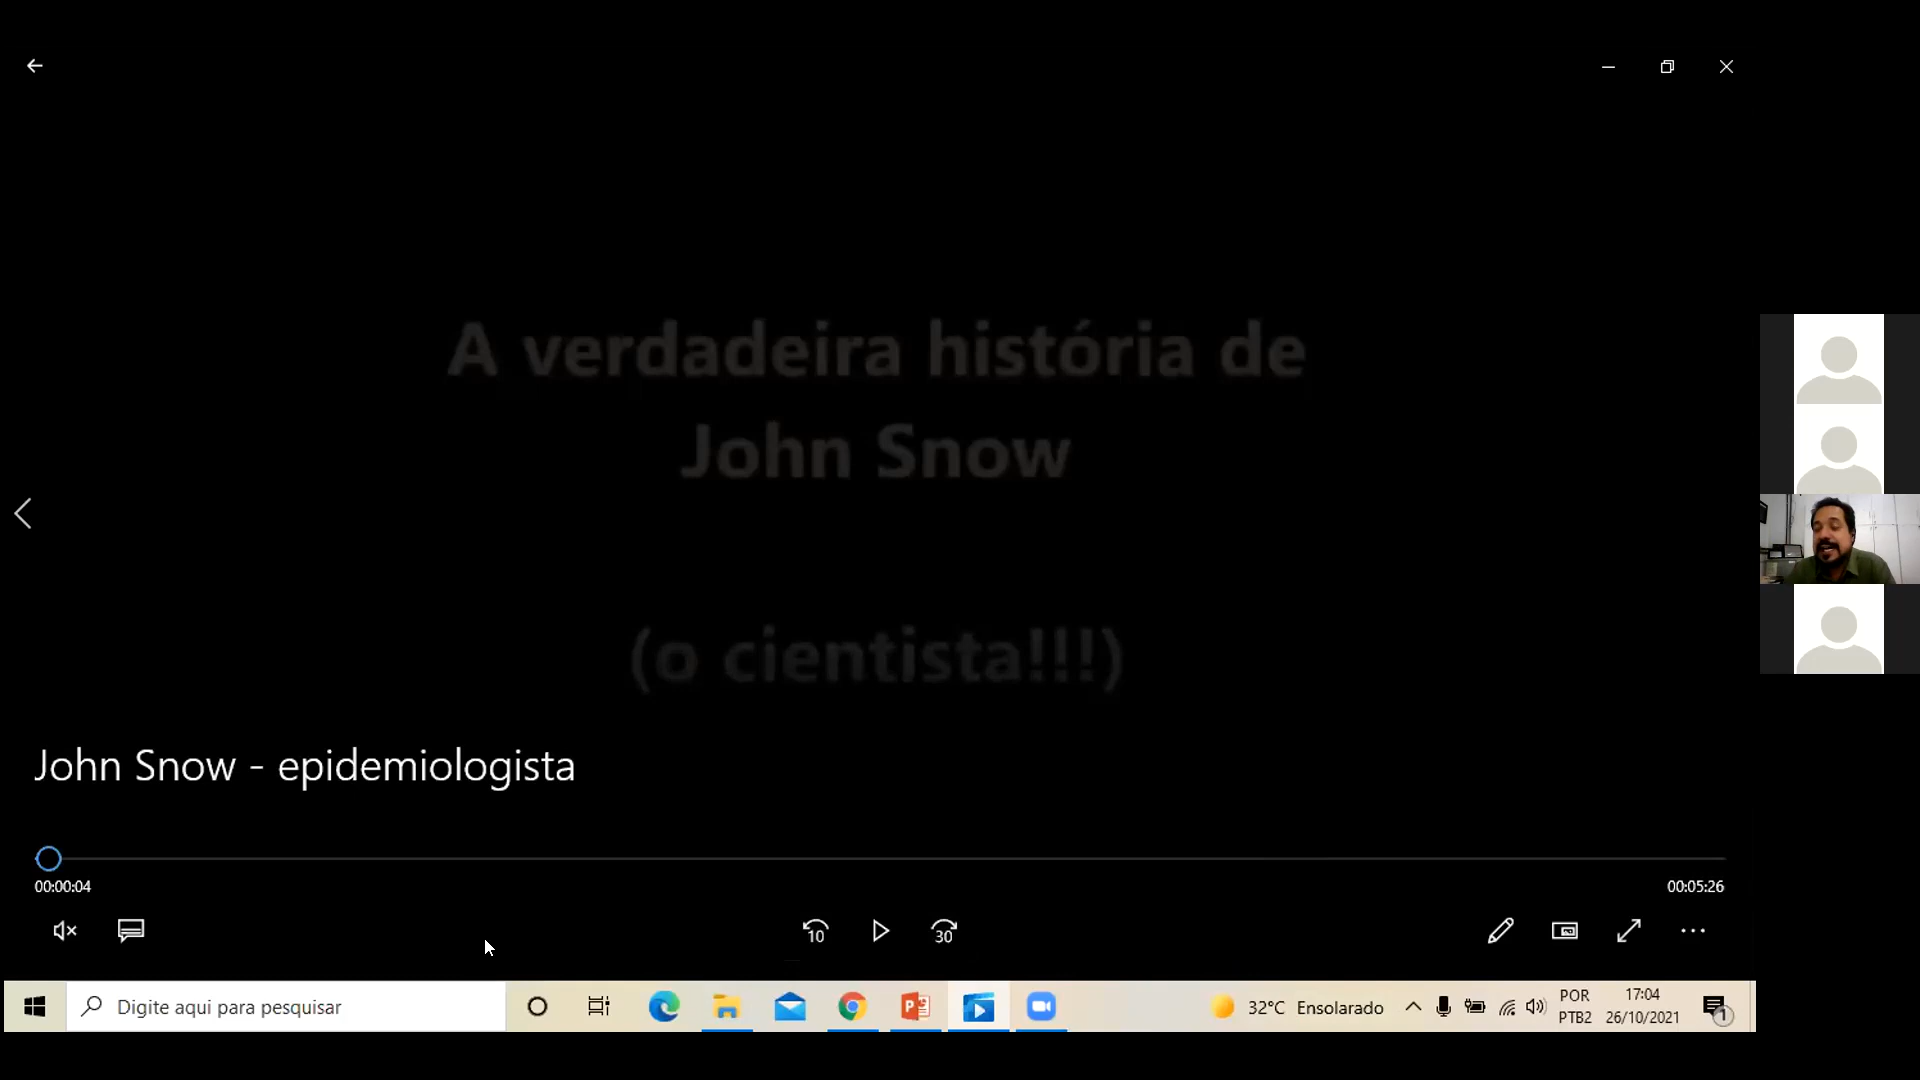 A verdadeira história de
John Snow
(o cientista!!!)
John Snow - epidemiologista
00:00:04
00:05:26
10
30
Digite aqui para pesquisar
32°C Ensolarado
POR
PTB2
17:04
26/10/2021
1